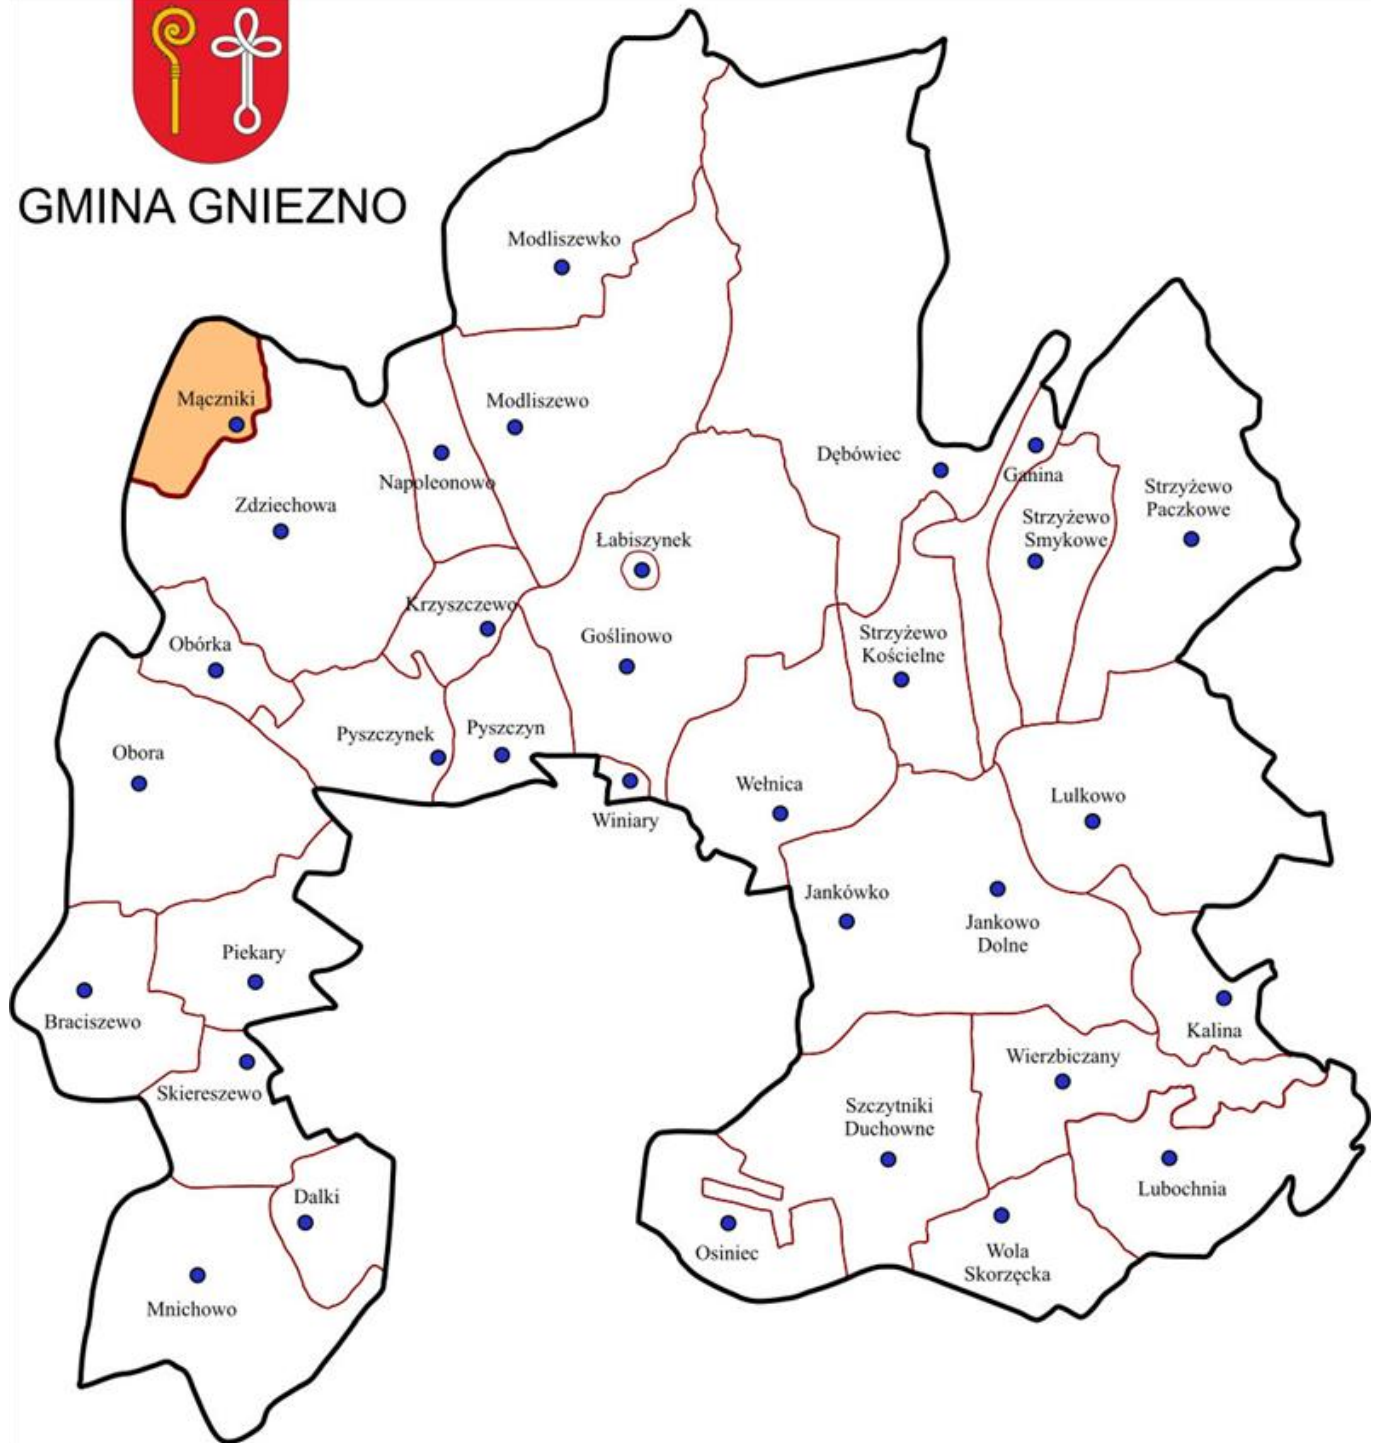 GMINA GNIEZNO
Modliszewko
Mączniki
Modliszewo
Napoleonowo
Zdziechowa
Dębówiec
Ganina
Strzyżewo
Paczkowe
Strzyżewo
Smykowe
Łabiszynek
Krzyszczewo
Goślinowo
Obórka
Strzyżewo
Kościelne
Pyszczynek
Pyszczyn
Obora
Wełnica
Winiary
Lulkowo
Jankówko
Jankowo
Dolne
Piekary
Braciszewo
Kalina
Skiereszewo
Wierzbiczany
Szczytniki
Duchowne
Lubochnia
Dalki
Osiniec
Wola
Skorzęcka
Mnichowo